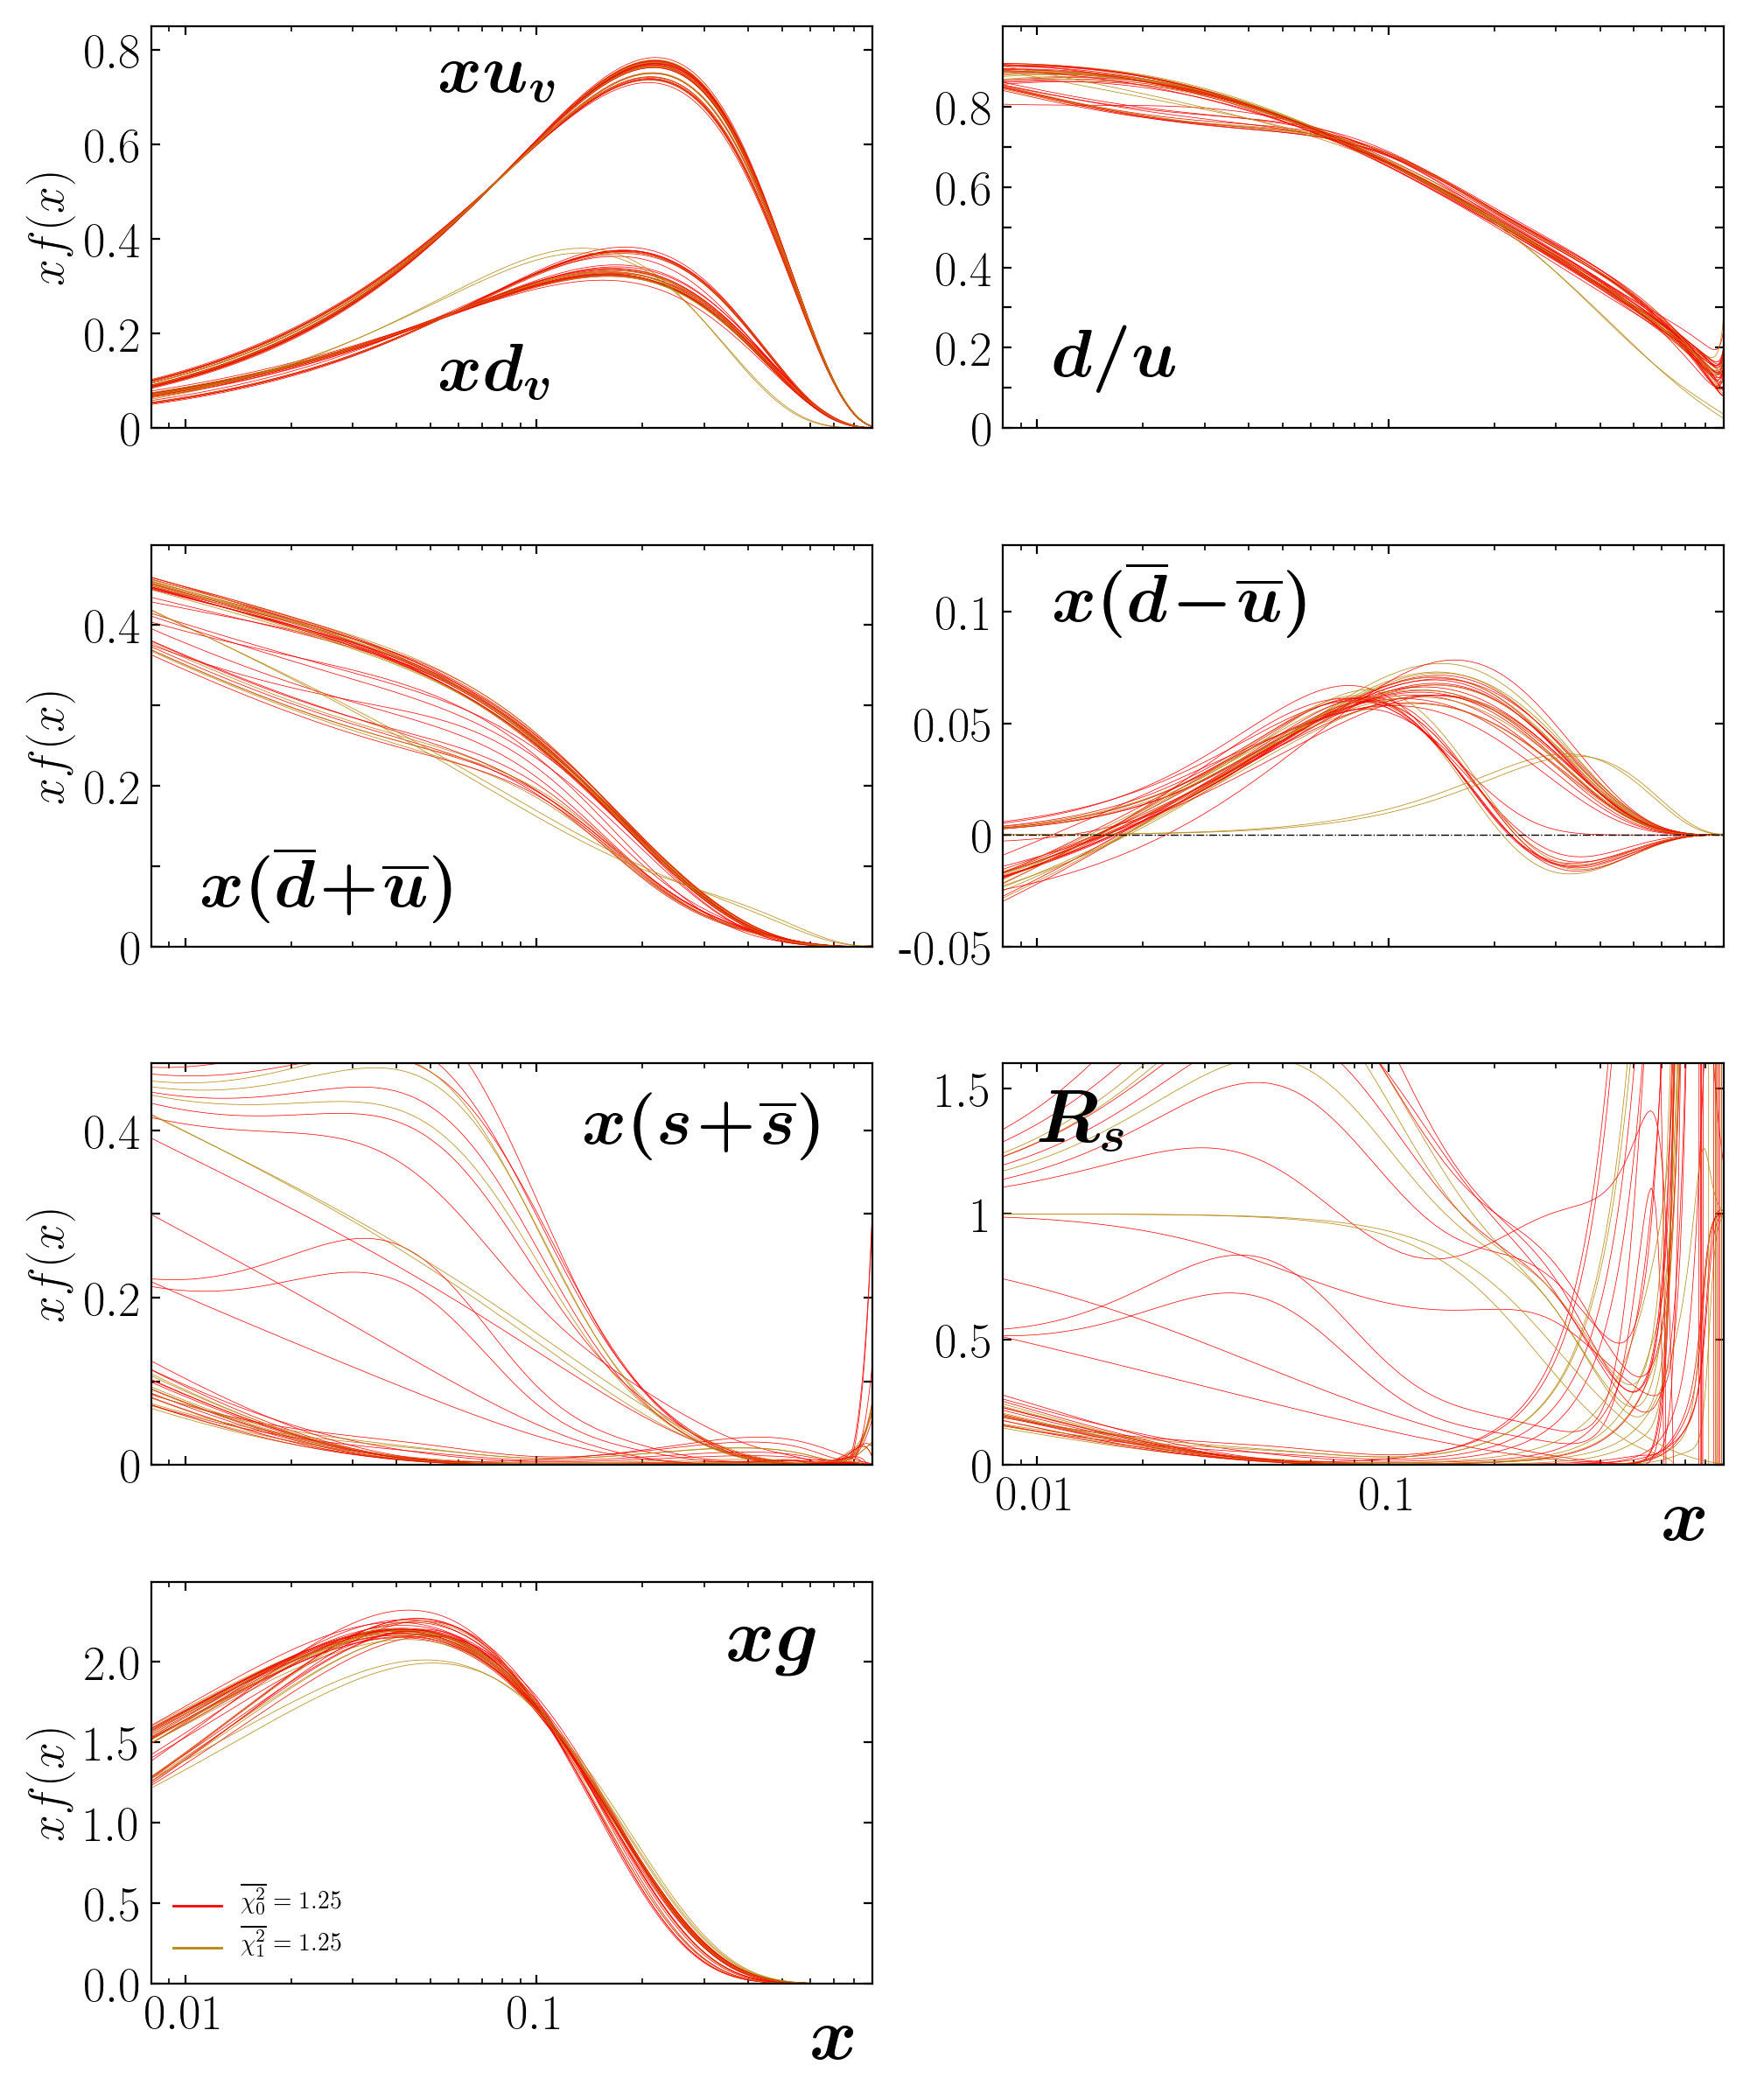 0.8
0.6
0.4
0.2
0
xf(x)
xu_v
xd_v
0.8
0.6
0.4
0.2
0
d/u
0.4
0.2
0
xf(x)
x(d̅+u̅)
0.1
0.05
0
-0.05
x(d̅−u̅)
0.4
0.2
0
xf(x)
x(s+s̅)
1.5
1
0.5
0
R_s
0.01
0.1
x
2.0
1.5
1.0
0.5
0.0
xf(x)
xg
χ̅₀² = 1.25
χ̅₁² = 1.25
0.01
0.1
x